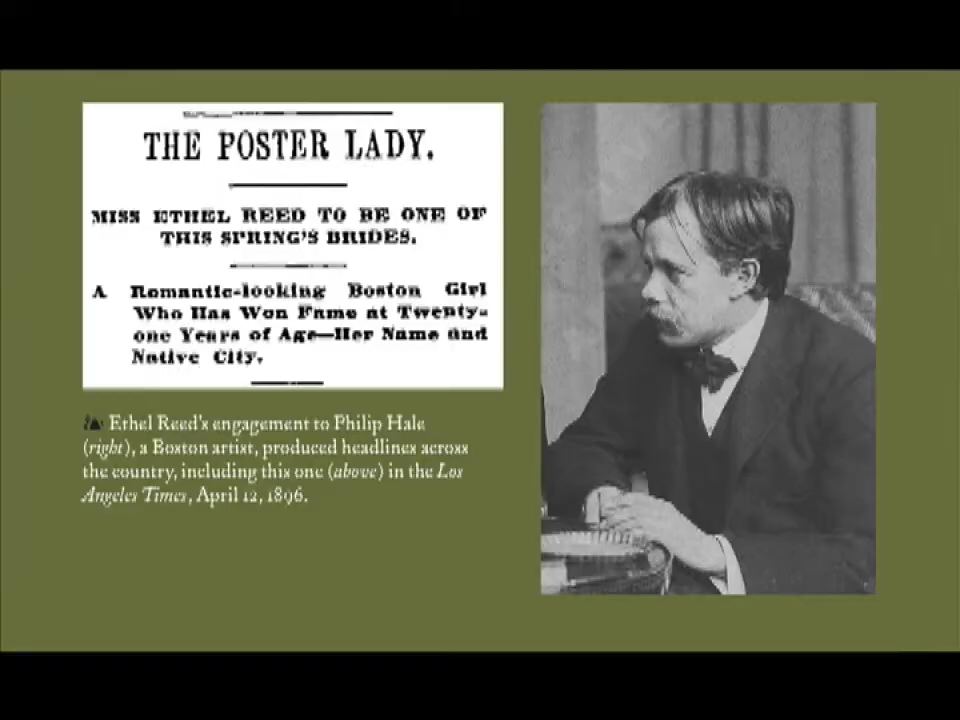 THE POSTER LADY.
MISS ETHEL REED TO BE ONE OF
THIS SPRING'S BRIDES.
A Romantic-looking Boston Girl
Who Has Won Fame at Twenty-
one Years of Age—Her Name and
Native City.
Ethel Reed's engagement to Philip Hale
(right), a Boston artist, produced headlines across
the country, including this one (above) in the Los
Angeles Times, April 12, 1896.